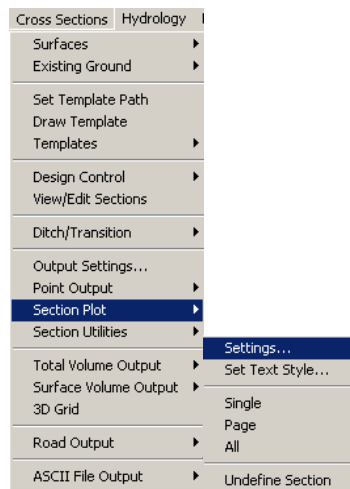 Cross Sections Hydrology
Surfaces
Existing Ground
Set Template Path
Draw Template
Templates
Design Control
View/Edit Sections
Ditch/Transition
Output Settings...
Point Output
Section Plot
Section Utilities
Total Volume Output
Surface Volume Output
3D Grid
Road Output
ASCII File Output
Settings...
Set Text Style...
Single
Page
All
Undefine Section